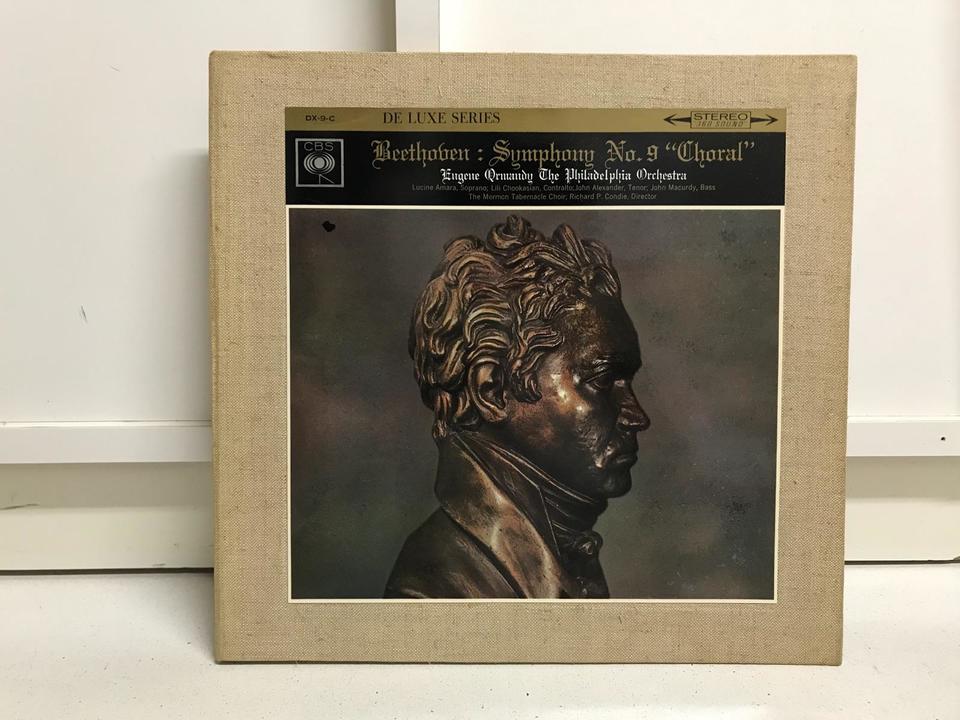 DX-9-C DE LUXE SERIES STEREO
360 SOUND
CBS
Beethoven : Symphony No. 9 "Choral"
Eugene Ormandy The Philadelphia Orchestra
Lucine Amara, Soprano; Lili Chookasian, Contralto; John Alexander, Tenor; John Macurdy, Bass
The Mormon Tabernacle Choir; Richard P. Condie, Director